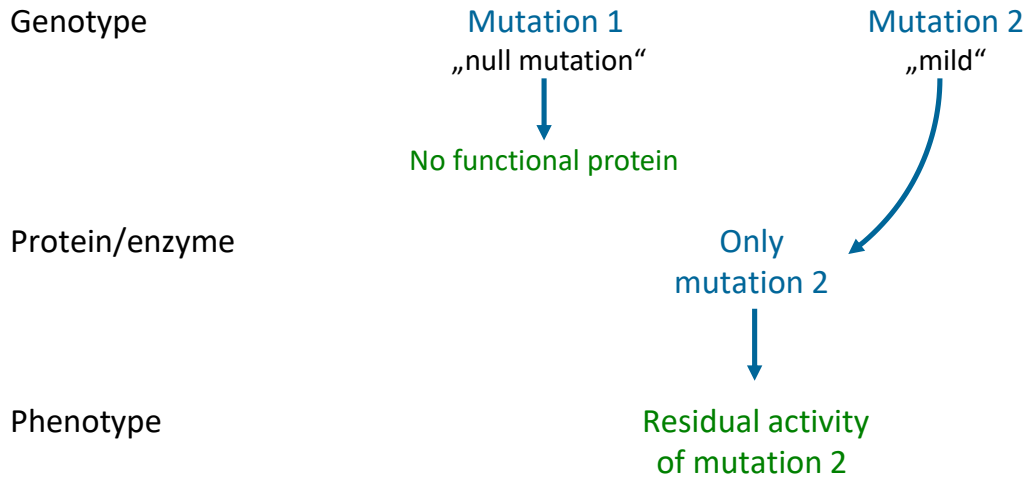 Genotype
Mutation 1
Mutation 2
„null mutation“
„mild“
No functional protein
Protein/enzyme
Only
mutation 2
Phenotype
Residual activity
of mutation 2